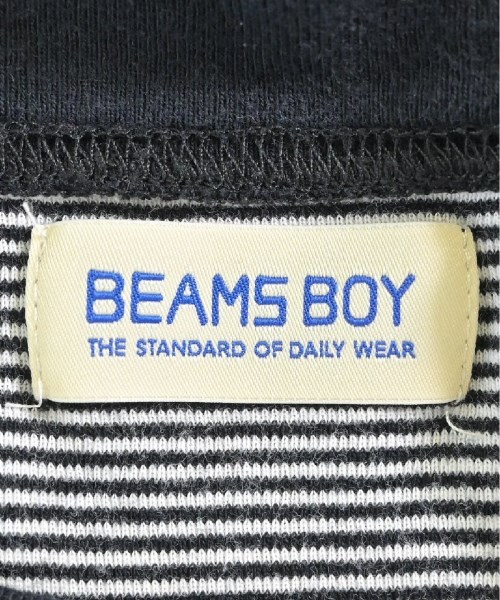 BEAMS BOY
THE STANDARD OF DAILY WEAR